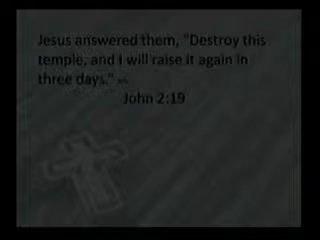 Jesus answered them, "Destroy this
temple, and I will raise it again in
three days."
John 2:19